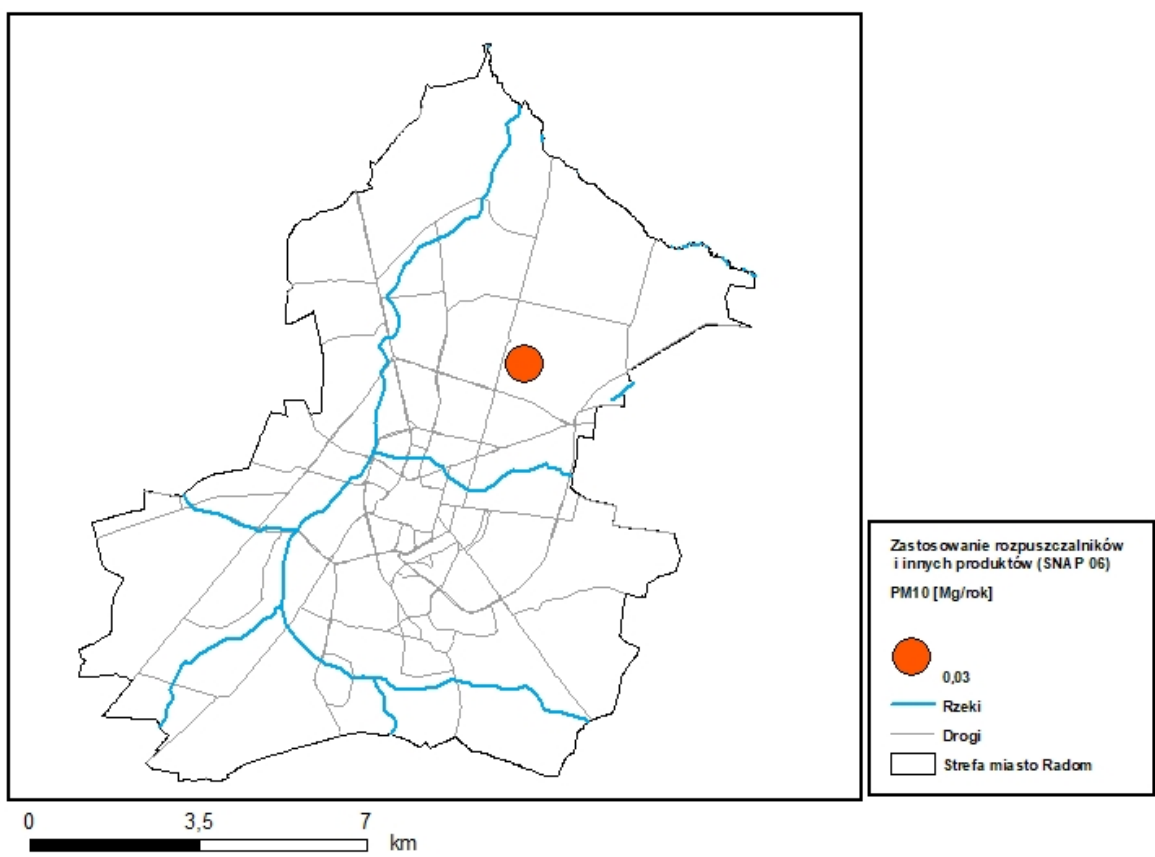 Zastosowanie rozpuszczalników
i innych produktów (SNAP 06)
PM10 [Mg/rok]
0,03
Rzeki
Drogi
Strefa miasto Radom
0 3,5 7
km